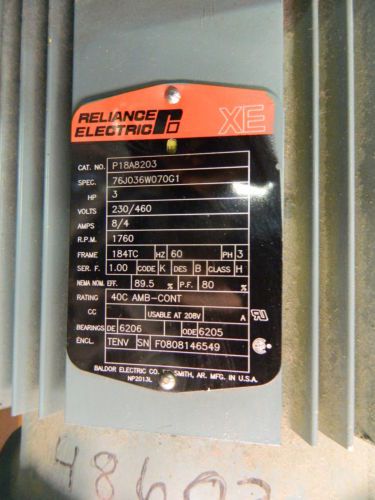 RELIANCE
ELECTRIC
XE
CAT. NO. P18A8203
SPEC. 76J036W070G1
HP 3
VOLTS 230/460
AMPS 8/4
R.P.M. 1760
FRAME 184TC HZ 60 PH 3
SER. F. 1.00 CODE K DES B CLASS H
NEMA NOM. EFF. 89.5 % P.F. 80 %
RATING 40C AMB-CONT
CC USABLE AT 208V A
BEARINGS DE 6206 ODE 6205
ENCL. TENV SN F0808146549
BALDOR ELECTRIC CO. SMITH, AR. MFG. IN U.S.A.
NP2013L